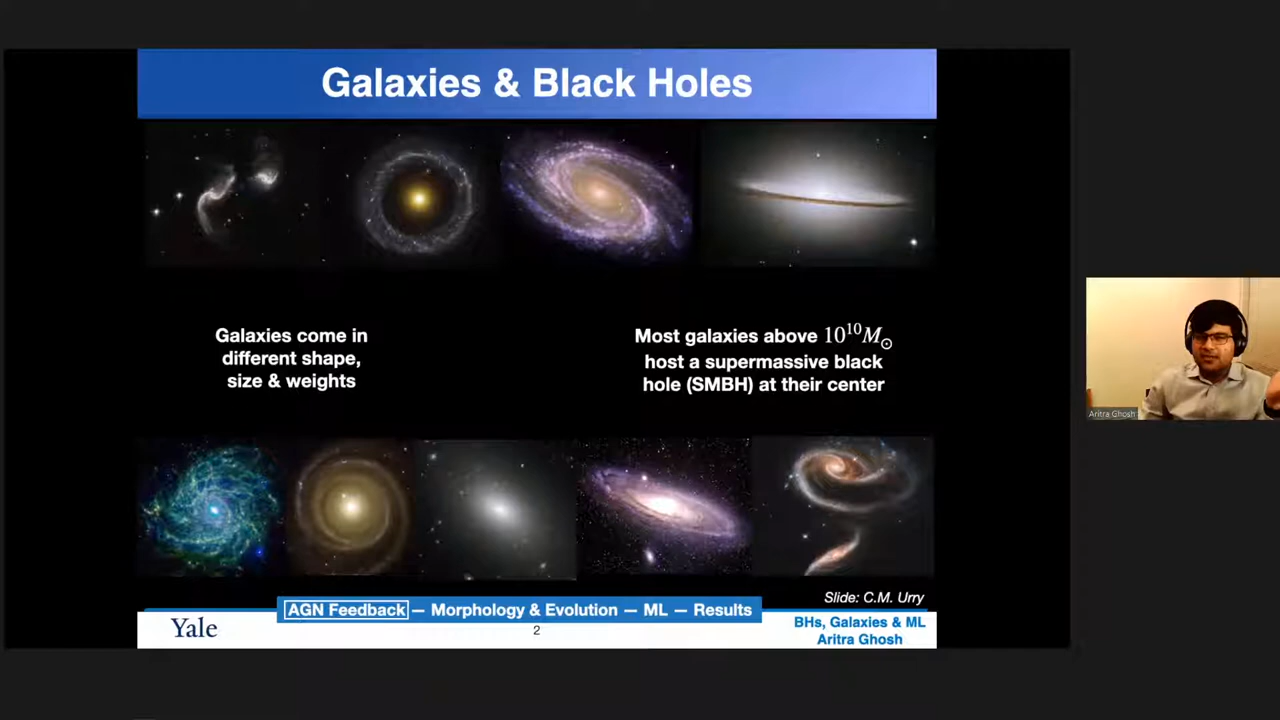 Galaxies & Black Holes
Galaxies come in
different shape,
size & weights
Most galaxies above 10¹⁰M⊙
host a supermassive black
hole (SMBH) at their center
Aritra Ghosh
Slide: C.M. Urry
AGN Feedback — Morphology & Evolution — ML — Results
Yale
2
BHs, Galaxies & ML
Aritra Ghosh